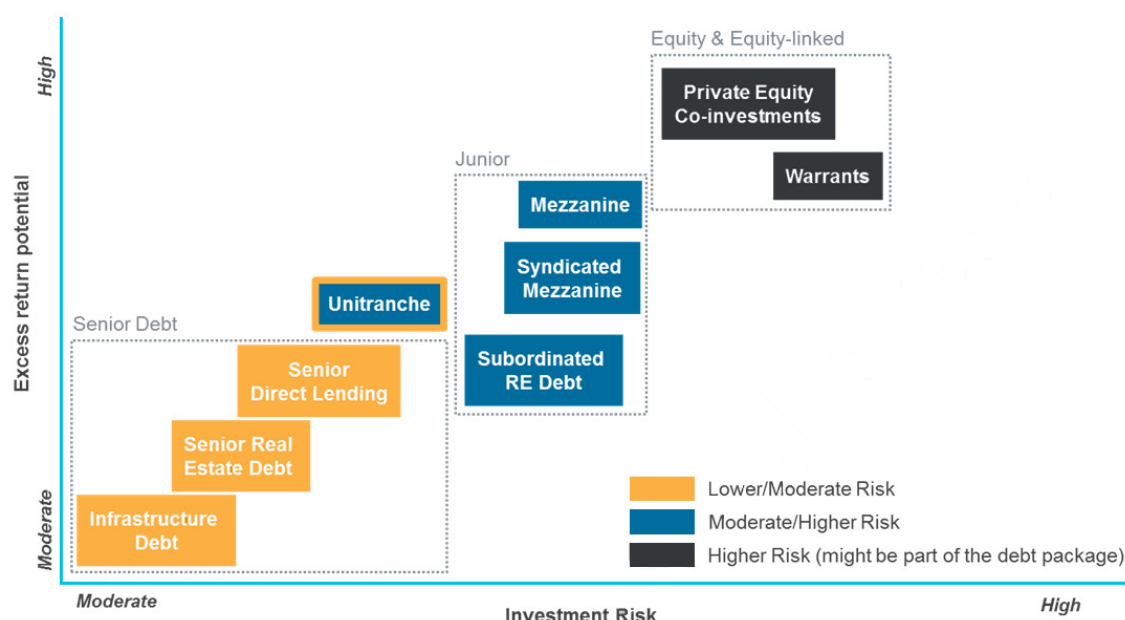 Equity & Equity-linked
High
Private Equity
Co-investments
Junior
Warrants
Mezzanine
Excess return potential
Syndicated
Mezzanine
Unitranche
Senior Debt
Senior
Direct Lending
Subordinated
RE Debt
Senior Real
Estate Debt
Lower/Moderate Risk
Infrastructure
Debt
Moderate/Higher Risk
Moderate
Higher Risk (might be part of the debt package)
Moderate
High
Investment Risk